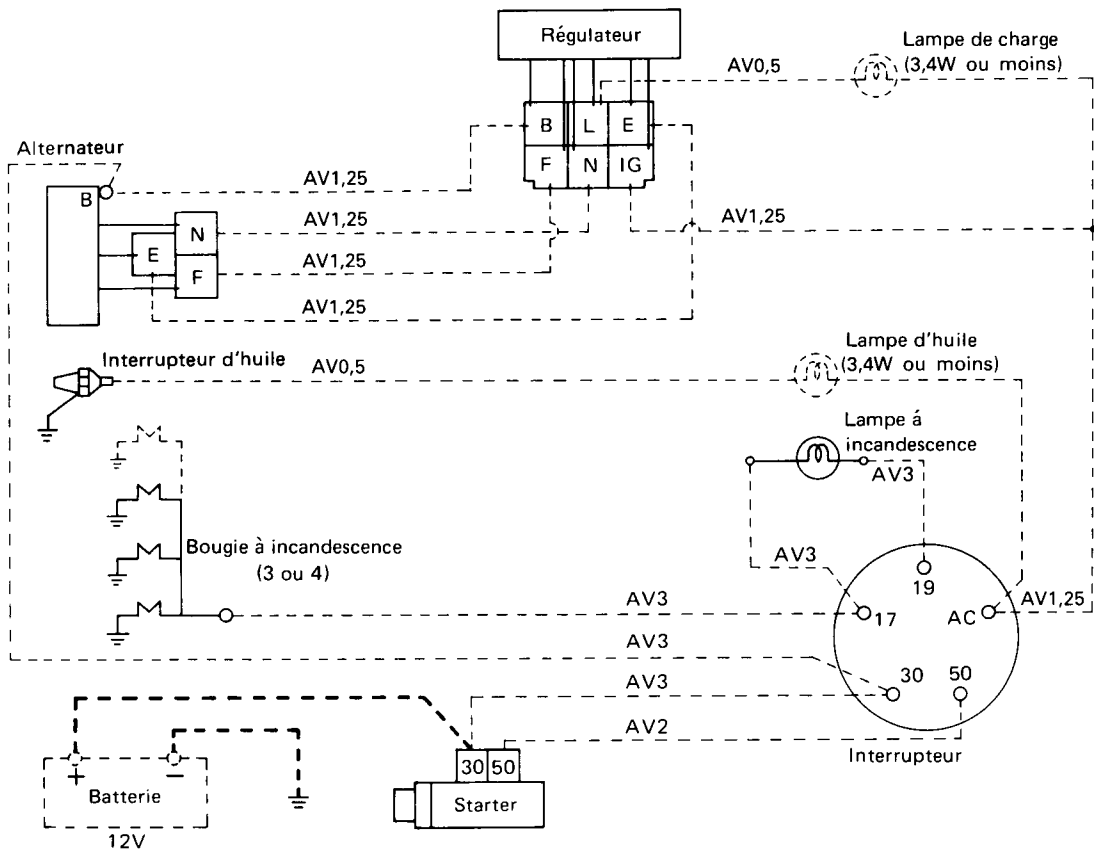 Régulateur
Lampe de charge
(3,4W ou moins)
AV0,5
B L E
F N IG
Alternateur
B
AV1,25
AV1,25
AV1,25
N
E
F
AV1,25
AV1,25
Interrupteur d'huile
AV0,5
Lampe d'huile
(3,4W ou moins)
Lampe á
incandescence
AV3
AV3
Bougie à incandescence
(3 ou 4)
AV3
19
17
AC
AV1,25
AV3
30
50
AV3
AV2
Interrupteur
+
−
Batterie
12V
30 50
Starter